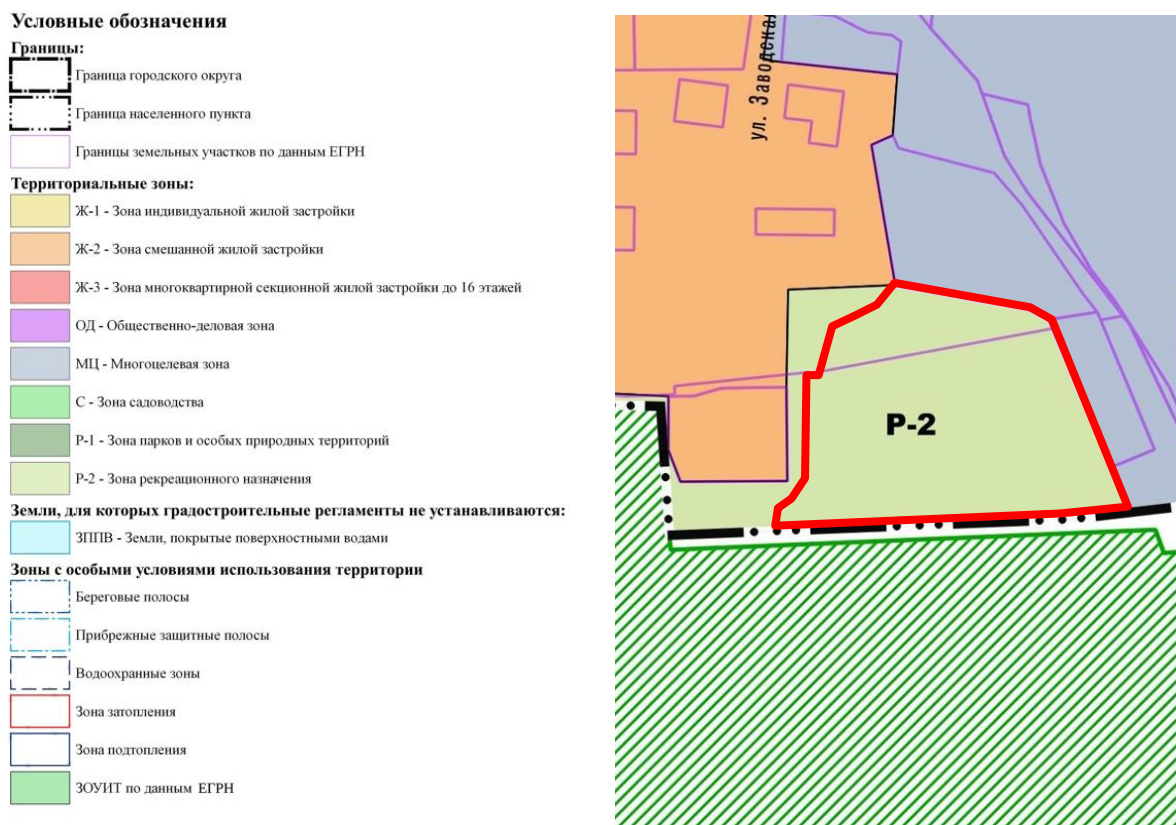 Условные обозначения
Границы:
Граница городского округа
Граница населенного пункта
Границы земельных участков по данным ЕГРН
Территориальные зоны:
Ж-1 - Зона индивидуальной жилой застройки
Ж-2 - Зона смешанной жилой застройки
Ж-3 - Зона многоквартирной секционной жилой застройки до 16 этажей
ОД - Общественно-деловая зона
МЦ - Многоцелевая зона
С - Зона садоводства
Р-1 - Зона парков и особых природных территорий
Р-2 - Зона рекреационного назначения
Земли, для которых градостроительные регламенты не устанавливаются:
ЗППВ - Земли, покрытые поверхностными водами
Зоны с особыми условиями использования территории
Береговые полосы
Прибрежные защитные полосы
Водоохранные зоны
Зона затопления
Зона подтопления
ЗОУИТ по данным ЕГРН
ул. Заводская
Р-2